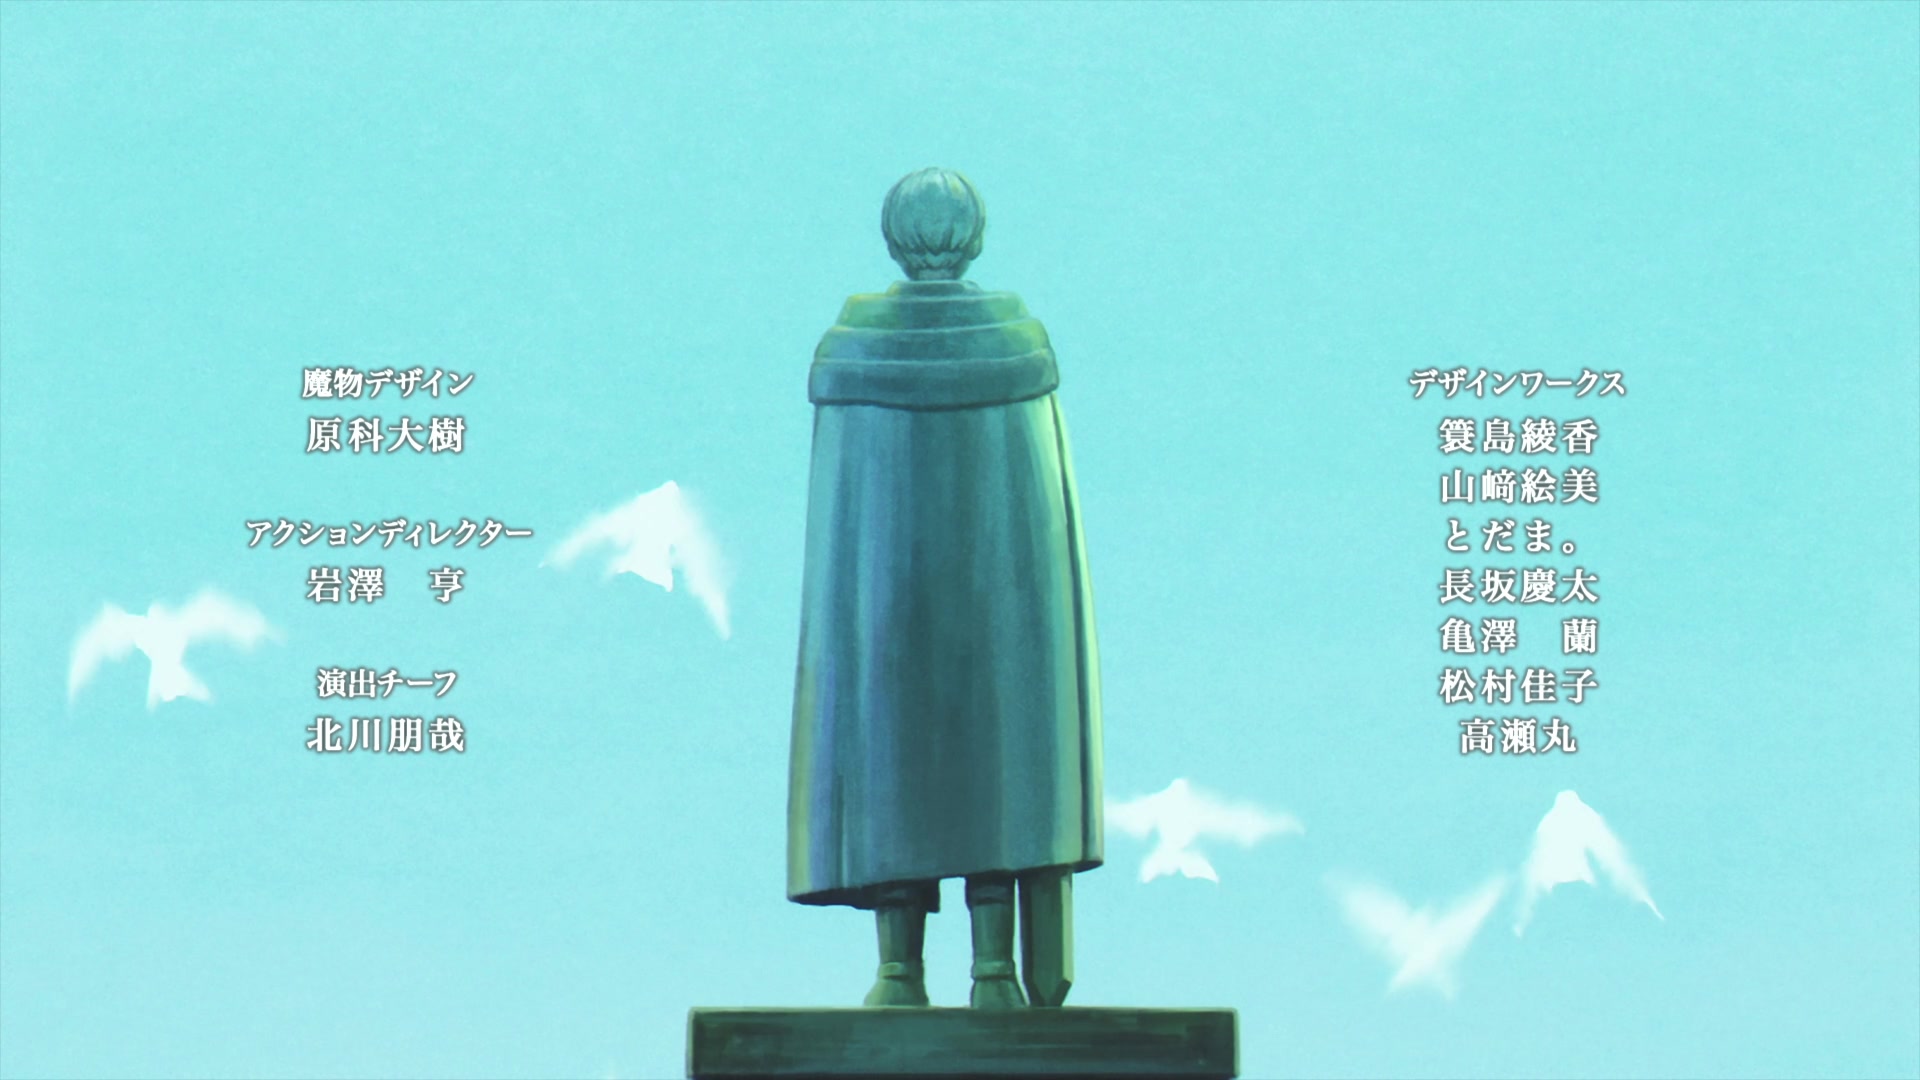 魔物デザイン
原科大樹
アクションディレクター
岩澤　亨
演出チーフ
北川朋哉
デザインワークス
簑島綾香
山﨑絵美
とだま。
長坂慶太
亀澤　蘭
松村佳子
高瀬丸